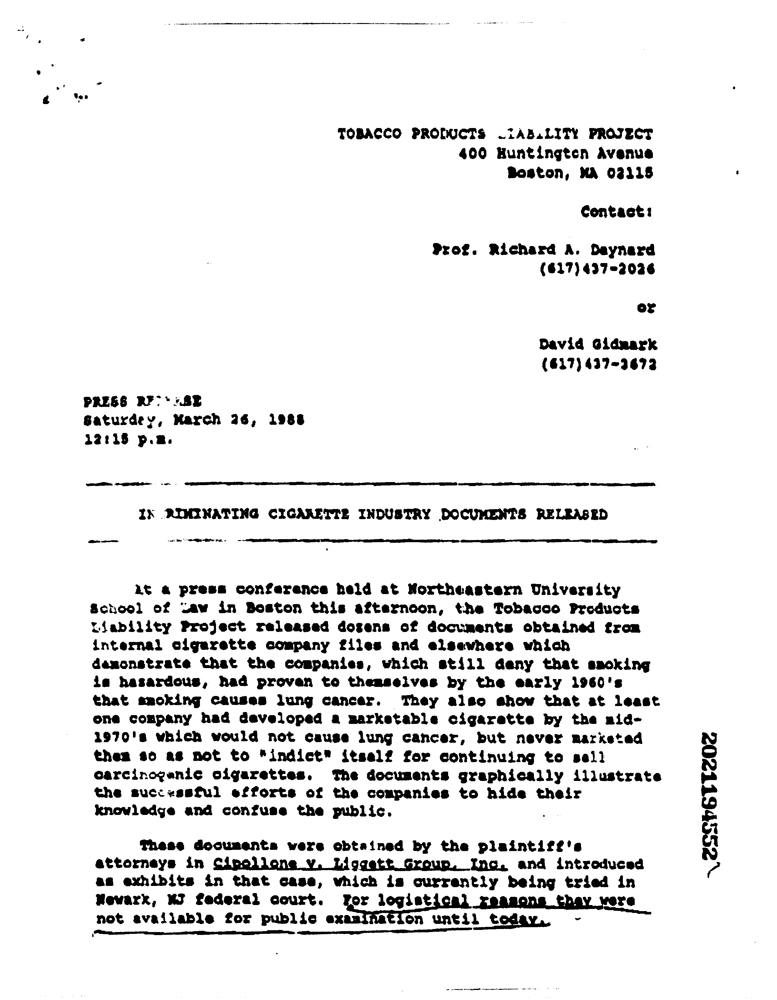 TOBACCO PRODUCTS LIABILITY PROJECT
400 Huntington Avenue
Boston, MA 02115
Contact:
Prof. Richard A. Daynard
(617)437-2026
or
David Gidmark
(617)437-3672
PRESS RELEASE
Saturday, March 26, 1988
12:15 p.m.
INCRIMINATING CIGARETTE INDUSTRY DOCUMENTS RELEASED
At a press conference held at Northeastern University
School of Law in Boston this afternoon, the Tobacco Products
Liability Project released dozens of documents obtained from
internal cigarette company files and elsewhere which
demonstrate that the companies, which still deny that smoking
is hazardous, had proven to themselves by the early 1960's
that smoking causes lung cancer. They also show that at least
one company had developed a marketable cigarette by the mid-
1970's which would not cause lung cancer, but never marketed
them so as not to "indict" itself for continuing to sell
carcinogenic cigarettes. The documents graphically illustrate
the successful efforts of the companies to hide their
knowledge and confuse the public.
These documents were obtained by the plaintiff's
attorneys in Cipollone v. Liggett Group, Inc. and introduced
as exhibits in that case, which is currently being tried in
Newark, NJ federal court. For logistical reasons they were
not available for public examination until today.
2021194552